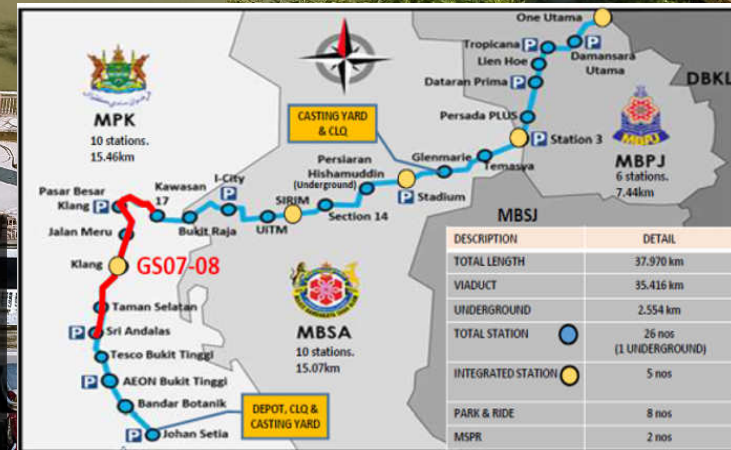 One Utama
Tropicana P
P
Damansara
Utama
Lien Hoe
Dataran Prima P
DBKL
Persada PLUS
P Station 3
MBPJ
6 stations.
7.44km
MPK
10 stations.
15.46km
CASTING YARD
& CLQ
Persiaran
Hishamuddin
(Underground)
Glenmarie
Temasya
P Stadium
I-City
P
SIRIM
Section 14
UITM
Bukit Raja
Kawasan
17
Pasar Besar
Klang P
Jalan Meru
Klang
GS07-08
Taman Selatan
P Sri Andalas
Tesco Bukit Tinggi
P AEON Bukit Tinggi
Bandar Botanik
P Johan Setia
DEPOT, CLQ &
CASTING YARD
MBSA
10 stations.
15.07km
MBSJ
DESCRIPTION DETAIL
TOTAL LENGTH 37.970 km
VIADUCT 35.416 km
UNDERGROUND 2.554 km
TOTAL STATION 26 nos
(1 UNDERGROUND)
INTEGRATED STATION 5 nos
PARK & RIDE 8 nos
MSPR 2 nos